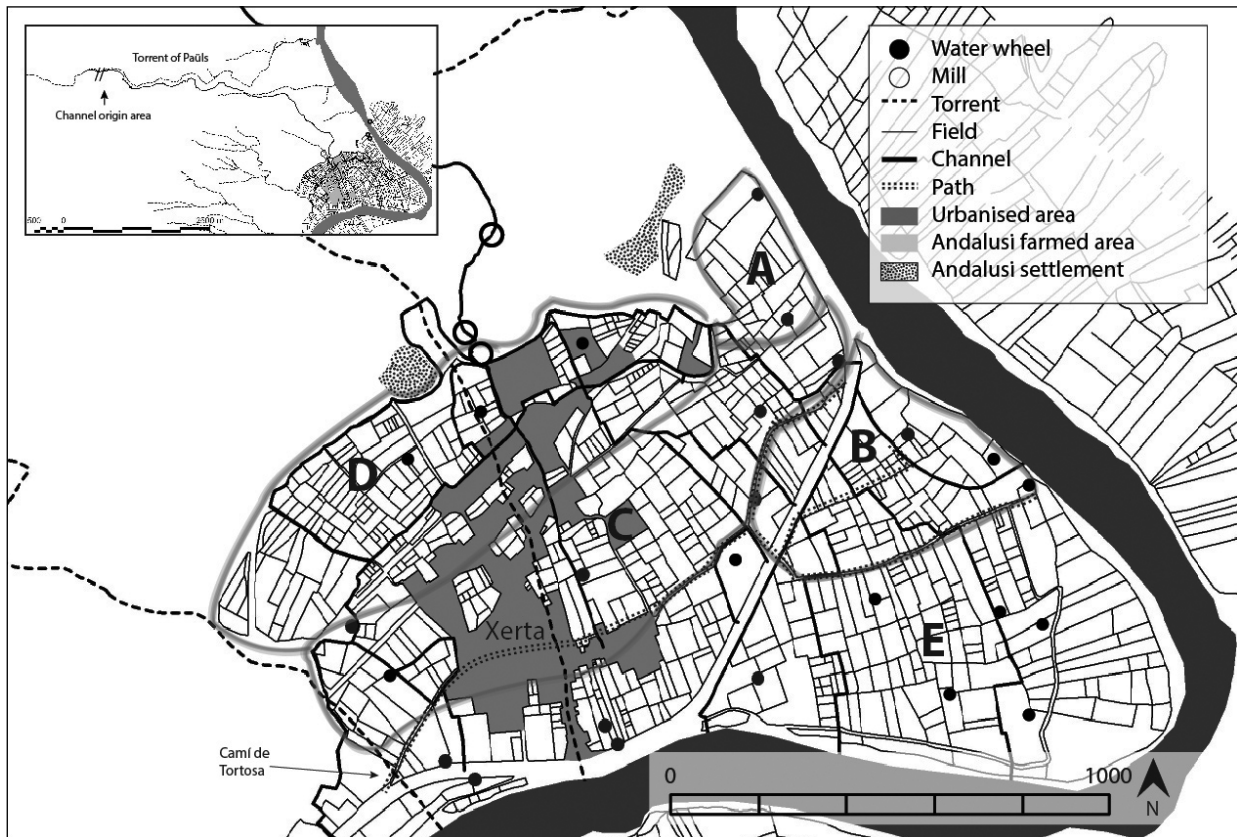 Torrent of Paüls
Channel origin area
500 0 2500 m
Water wheel
Mill
Torrent
Field
Channel
Path
Urbanised area
Andalusi farmed area
Andalusi settlement
A
B
D
C
Xerta
E
Camí de
Tortosa
0 1000
N